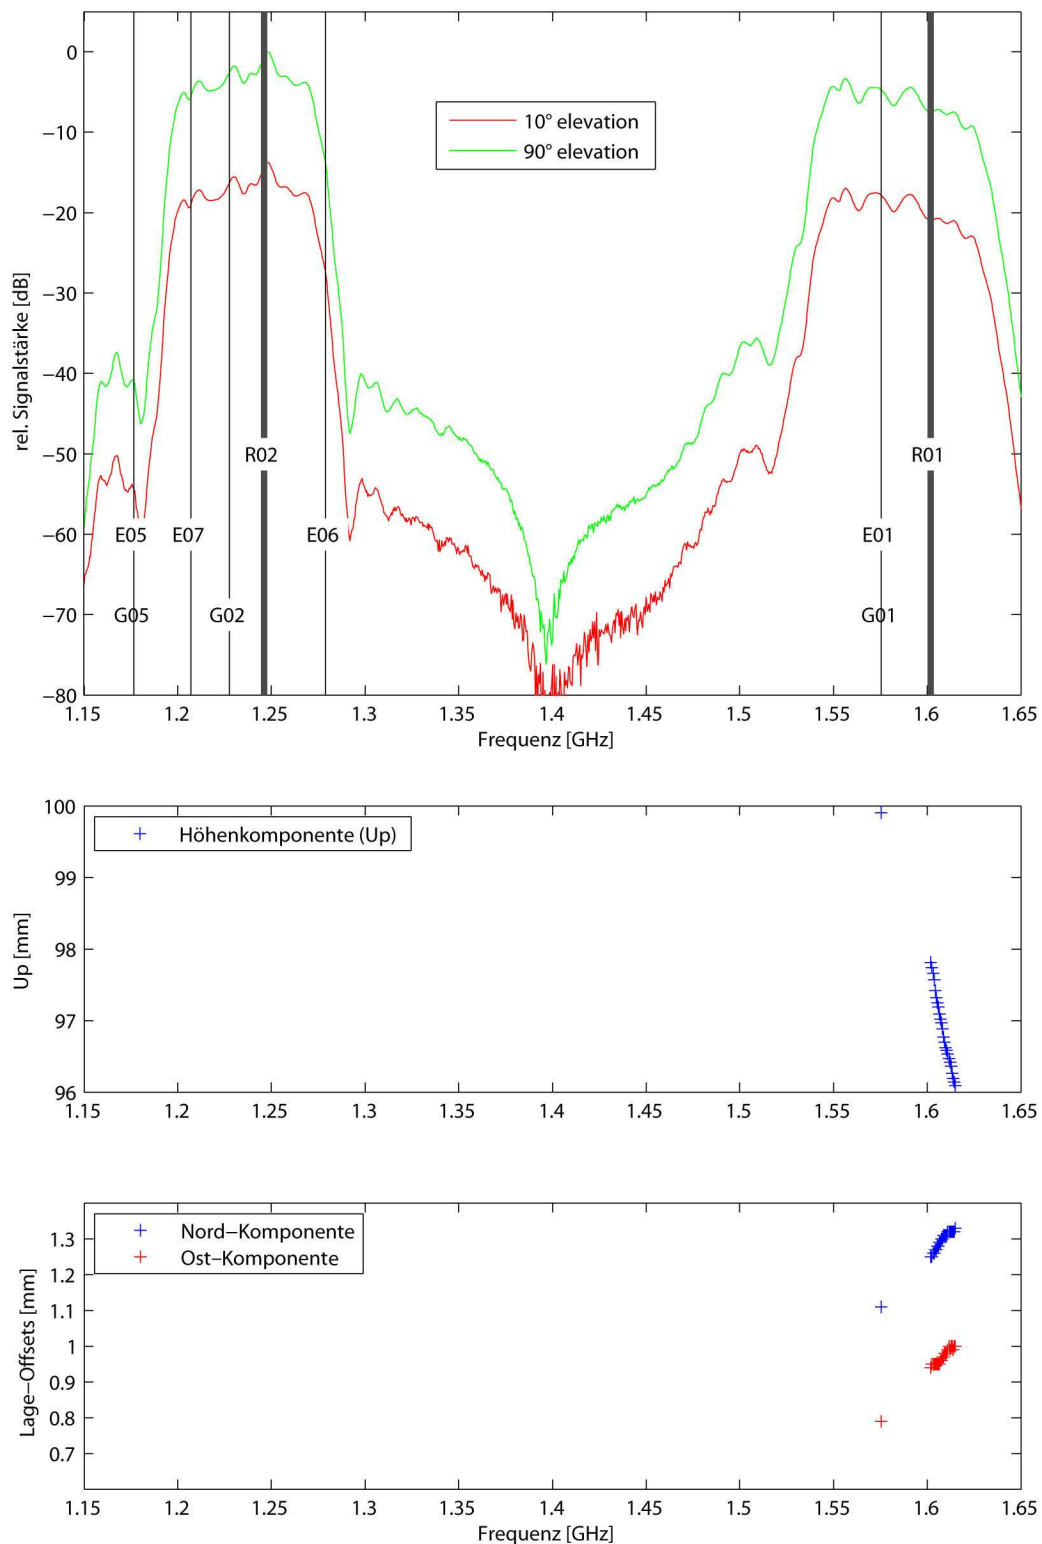 rel. Signalstärke [dB]
0
−10
−20
−30
−40
−50
−60
−70
−80
10° elevation
90° elevation
R02
R01
E05
E07
E06
E01
G05
G02
G01
1.15
1.2
1.25
1.3
1.35
1.4
1.45
1.5
1.55
1.6
1.65
Frequenz [GHz]
Up [mm]
100
99
98
97
96
Höhenkomponente (Up)
1.15
1.2
1.25
1.3
1.35
1.4
1.45
1.5
1.55
1.6
1.65
Lage−Offsets [mm]
1.3
1.2
1.1
1
0.9
0.8
0.7
Nord−Komponente
Ost−Komponente
1.15
1.2
1.25
1.3
1.35
1.4
1.45
1.5
1.55
1.6
1.65
Frequenz [GHz]